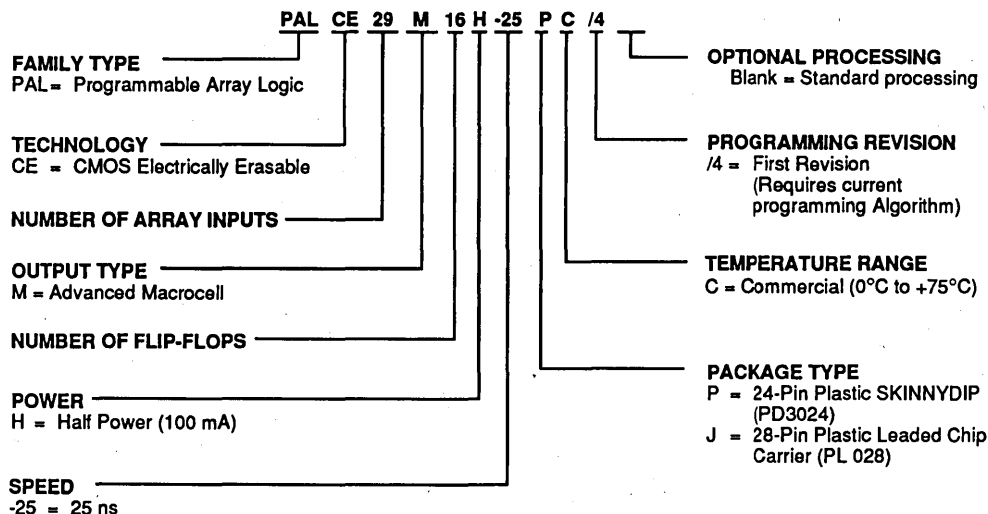 PAL CE 29 M 16 H -25 P C /4
FAMILY TYPE
PAL = Programmable Array Logic
TECHNOLOGY
CE = CMOS Electrically Erasable
NUMBER OF ARRAY INPUTS
OUTPUT TYPE
M = Advanced Macrocell
NUMBER OF FLIP-FLOPS
POWER
H = Half Power (100 mA)
SPEED
-25 = 25 ns
OPTIONAL PROCESSING
Blank = Standard processing
PROGRAMMING REVISION
/4 = First Revision
(Requires current
programming Algorithm)
TEMPERATURE RANGE
C = Commercial (0°C to +75°C)
PACKAGE TYPE
P = 24-Pin Plastic SKINNYDIP
(PD3024)
J = 28-Pin Plastic Leaded Chip
Carrier (PL 028)